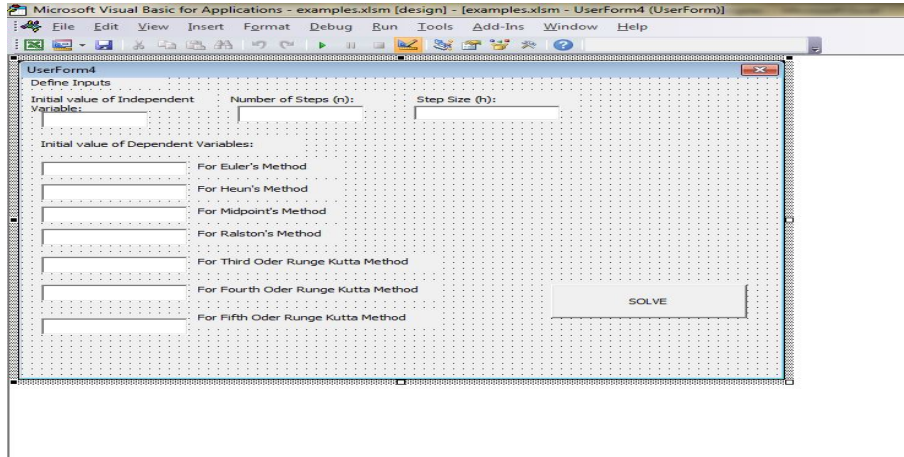 Microsoft Visual Basic for Applications - examples.xlsm [design] - [examples.xlsm - UserForm4 (UserForm)]
File Edit View Insert Format Debug Run Tools Add-Ins Window Help
UserForm4
Define Inputs
Initial value of Independent Variable:
Number of Steps (n):
Step Size (h):
Initial value of Dependent Variables:
For Euler's Method
For Heun's Method
For Midpoint's Method
For Ralston's Method
For Third Oder Runge Kutta Method
For Fourth Oder Runge Kutta Method
For Fifth Oder Runge Kutta Method
SOLVE